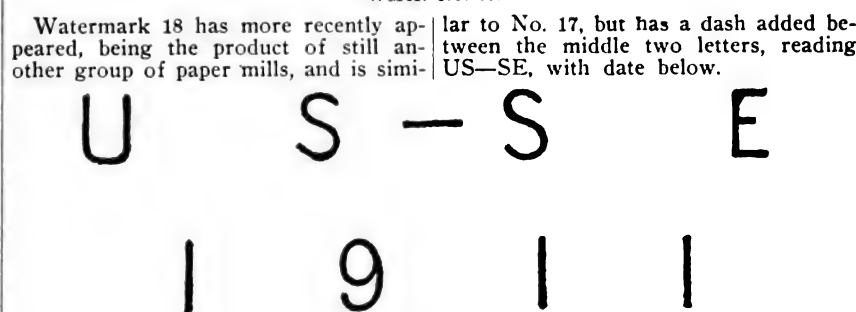 Watermark 18 has more recently ap-
peared, being the product of still an-
other group of paper mills, and is simi-
lar to No. 17, but has a dash added be-
tween the middle two letters, reading
US—SE, with date below.
U S — S E
1 9 1 1